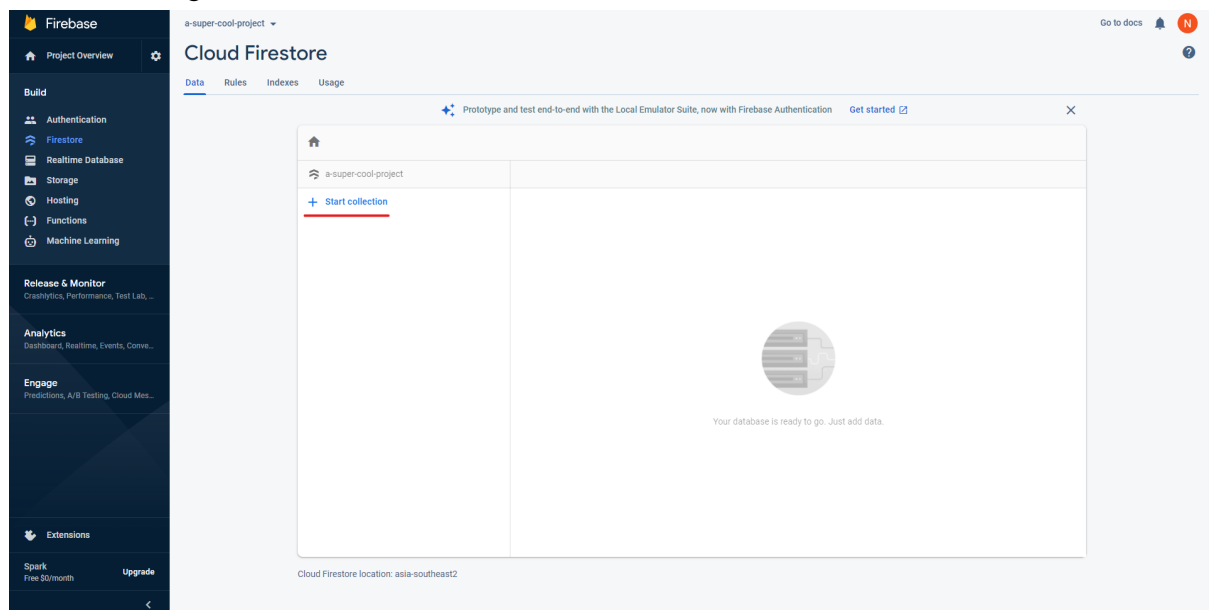 Firebase
Project Overview
Build
Authentication
Firestore
Realtime Database
Storage
Hosting
Functions
Machine Learning
Release & Monitor
Crashlytics, Performance, Test Lab, ...
Analytics
Dashboard, Realtime, Events, Conve...
Engage
Predictions, A/B Testing, Cloud Mes...
Extensions
Spark
Free $0/month
Upgrade
a-super-cool-project
Go to docs
N
Cloud Firestore
Data Rules Indexes Usage
Prototype and test end-to-end with the Local Emulator Suite, now with Firebase Authentication Get started
a-super-cool-project
+ Start collection
Your database is ready to go. Just add data.
Cloud Firestore location: asia-southeast2